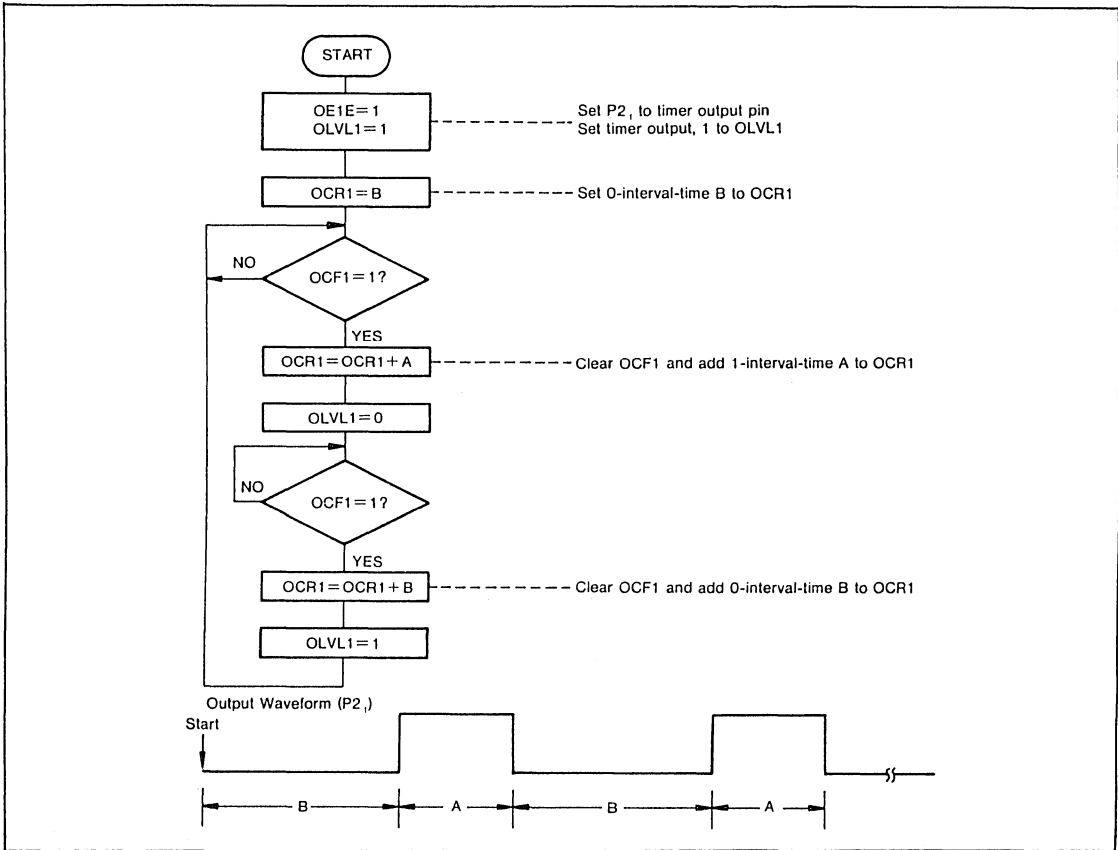 START
OE1E=1
OLVL1=1
Set P2₁ to timer output pin
Set timer output, 1 to OLVL1
OCR1=B
Set 0-interval-time B to OCR1
NO
OCF1=1?
YES
OCR1=OCR1+A
Clear OCF1 and add 1-interval-time A to OCR1
OLVL1=0
NO
OCF1=1?
YES
OCR1=OCR1+B
Clear OCF1 and add 0-interval-time B to OCR1
OLVL1=1
Output Waveform (P2₁)
Start
B A B A